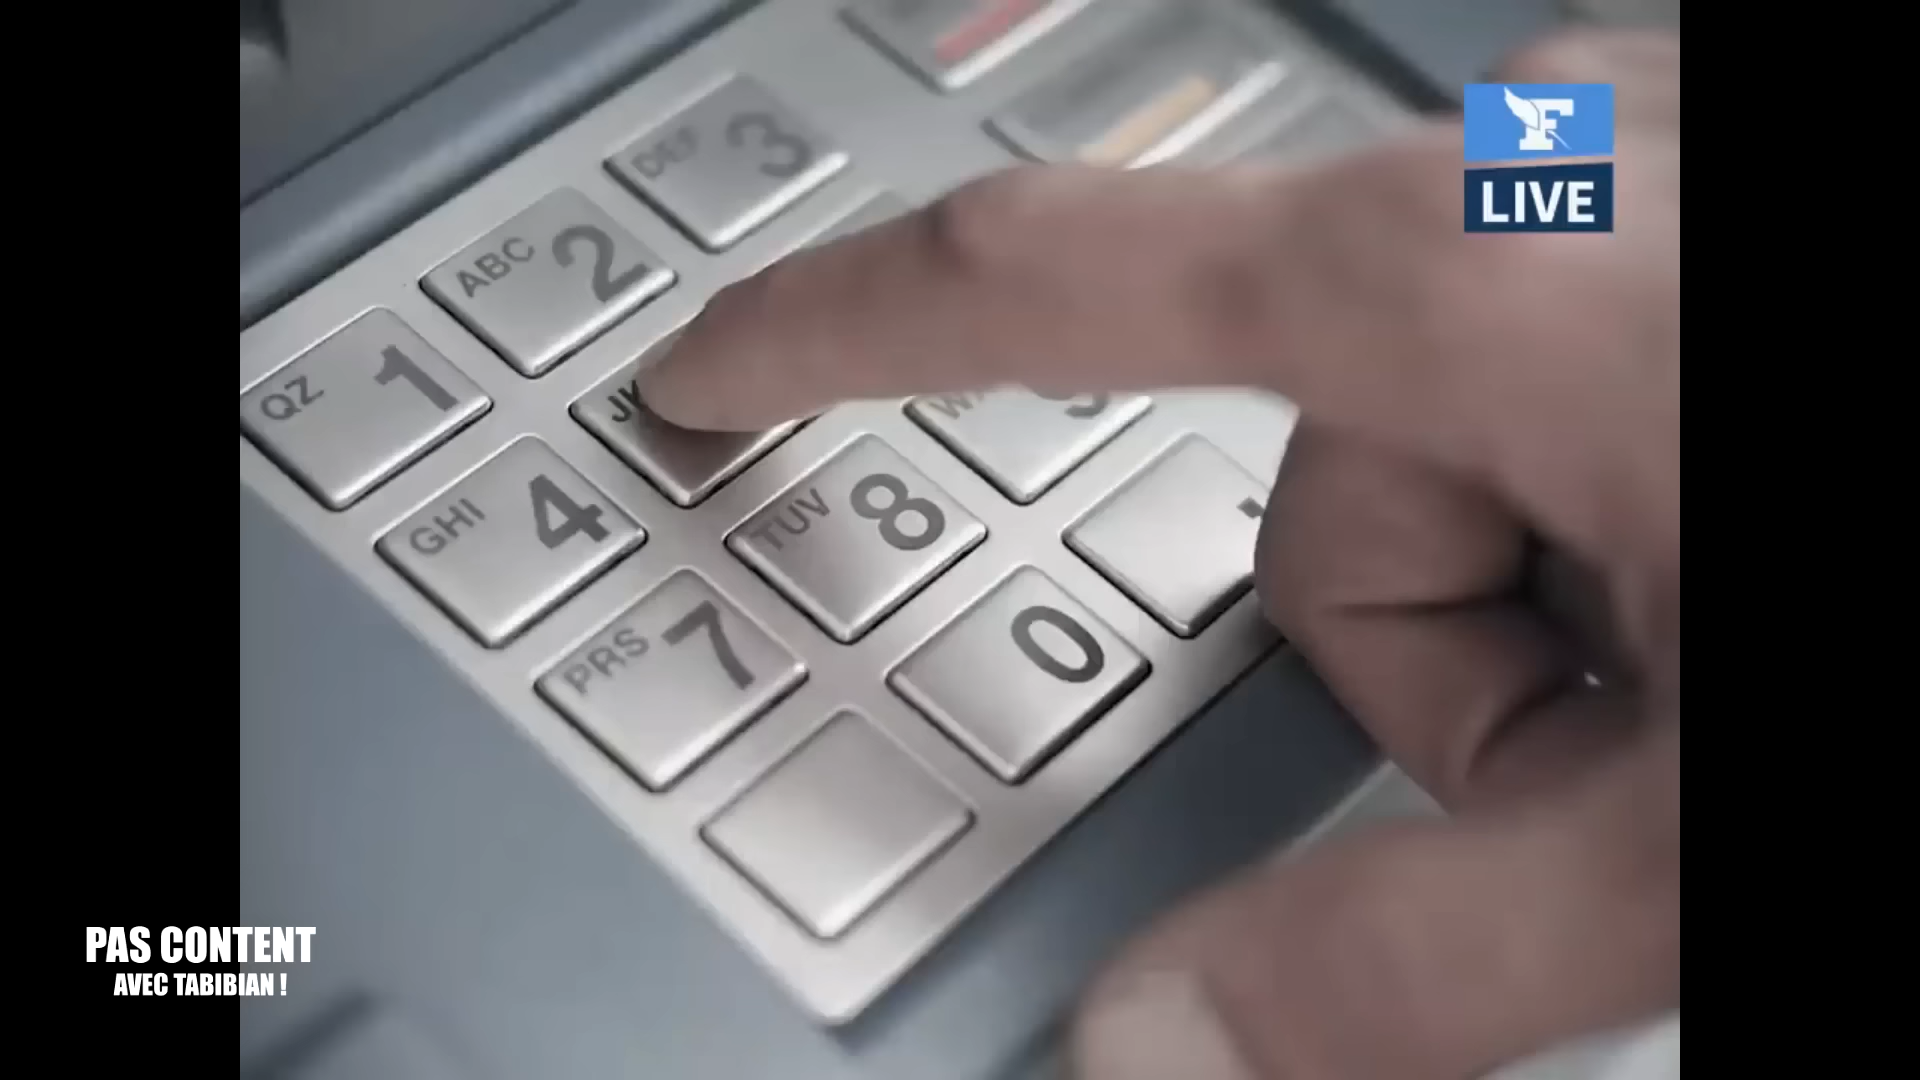 F
LIVE
DEF 3
ABC 2
QZ 1
GHI 4
TUV 8
PRS 7
0
PAS CONTENT
AVEC TABIBIAN !